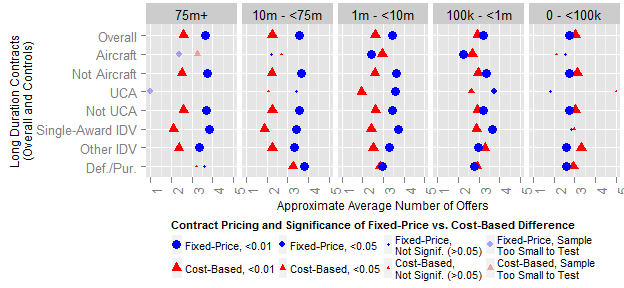 75m+ 10m - <75m 1m - <10m 100k - <1m 0 - <100k
Long Duration Contracts
(Overall and Controls)
Overall
Aircraft
Not Aircraft
UCA
Not UCA
Single-Award IDV
Other IDV
Def./Pur.
1 2 3 4 5 1 2 3 4 5 1 2 3 4 5 1 2 3 4 5 1 2 3 4 5
Approximate Average Number of Offers
Contract Pricing and Significance of Fixed-Price vs. Cost-Based Difference
Fixed-Price, <0.01
Cost-Based, <0.01
Fixed-Price, <0.05
Cost-Based, <0.05
Fixed-Price,
Not Signif. (>0.05)
Cost-Based,
Not Signif. (>0.05)
Fixed-Price, Sample
Too Small to Test
Cost-Based, Sample
Too Small to Test